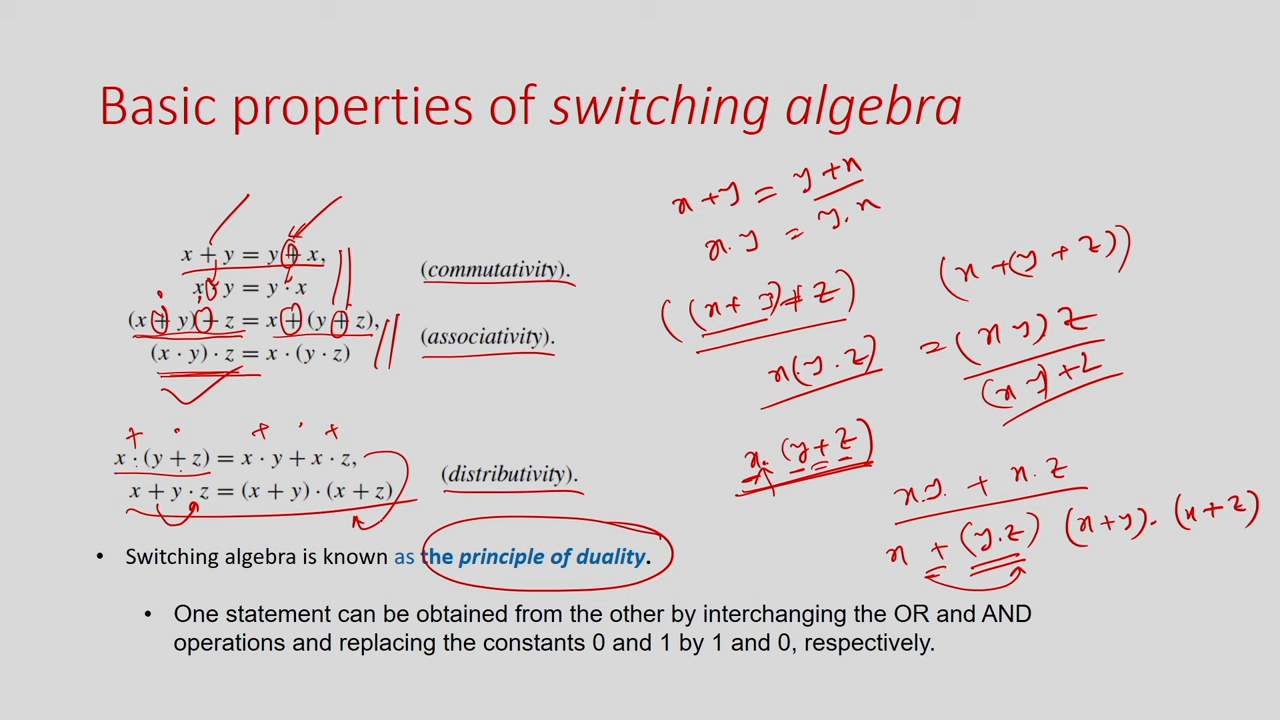 Basic properties of switching algebra
x + y = y + x,
x · y = y · x
(commutativity).
(x + y) + z = x + (y + z),
(x · y) · z = x · (y · z)
(associativity).
+ · + · +
x · (y + z) = x · y + x · z,
x + y · z = (x + y) · (x + z)
(distributivity).
• Switching algebra is known as the principle of duality.
• One statement can be obtained from the other by interchanging the OR and AND
operations and replacing the constants 0 and 1 by 1 and 0, respectively.
x + y = y + x
x . y = y . x
((x + y) + z)
x(y . z)
x . (y + z)
(x + (y + z))
= (x y) . z
(x y) + z
x.y. + x . z
x + (y.z) (x+y) . (x+z)